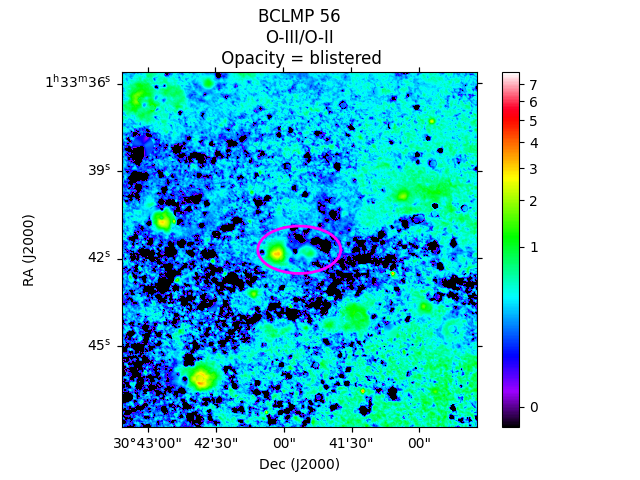 BCLMP 56
O-III/O-II
Opacity = blistered
1h33m36s
39s
42s
45s
RA (J2000)
30°43'00"
42'30"
00"
41'30"
00"
Dec (J2000)
7
6
5
4
3
2
1
0